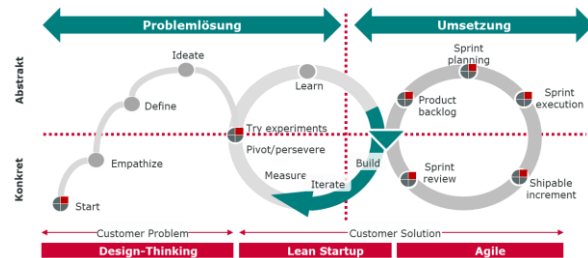 Problemlösung
Umsetzung
Abstrakt
Konkret
Ideate
Define
Empathize
Start
Learn
Try experiments
Pivot/persevere
Measure
Iterate
Build
Sprint
planning
Product
backlog
Sprint
execution
Sprint
review
Shipable
increment
Customer Problem
Customer Solution
Design-Thinking
Lean Startup
Agile